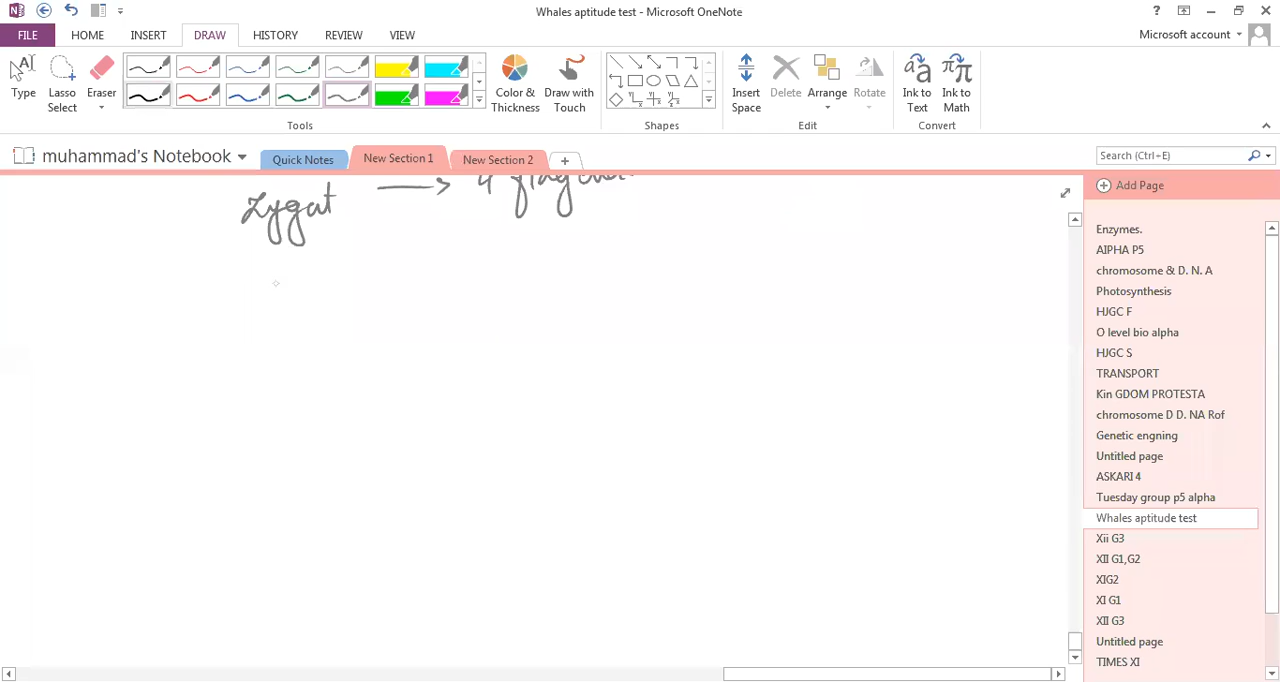 Whales aptitude test - Microsoft OneNote
?
FILE HOME INSERT DRAW HISTORY REVIEW VIEW
Microsoft account
Type
Lasso Select
Eraser
Color & Thickness
Draw with Touch
Insert Space
Delete
Arrange
Rotate
Ink to Text
Ink to Math
Tools Shapes Edit Convert
muhammad's Notebook Quick Notes New Section 1 New Section 2 +
Search (Ctrl+E)
Add Page
Zygat → 4
Enzymes.
AIPHA P5
chromosome & D. N. A
Photosynthesis
HJGC F
O level bio alpha
HJGC S
TRANSPORT
Kin GDOM PROTESTA
chromosome D D. NA Rof
Genetic engning
Untitled page
ASKARI 4
Tuesday group p5 alpha
Whales aptitude test
Xii G3
XII G1,G2
XIG2
XI G1
XII G3
Untitled page
TIMES XI